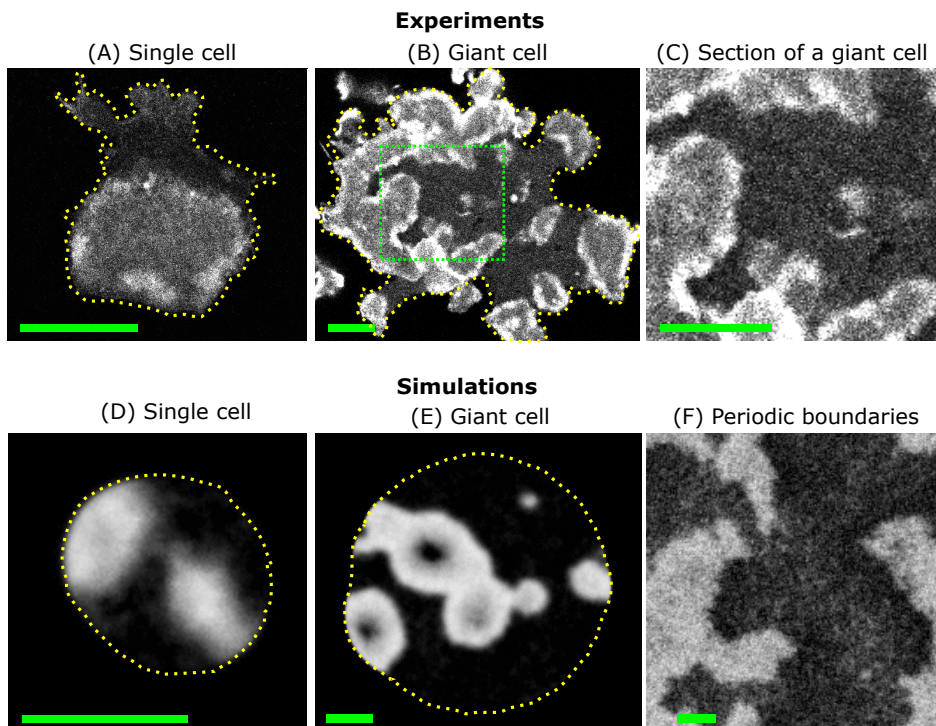 Experiments
(A) Single cell
(B) Giant cell
(C) Section of a giant cell
Simulations
(D) Single cell
(E) Giant cell
(F) Periodic boundaries